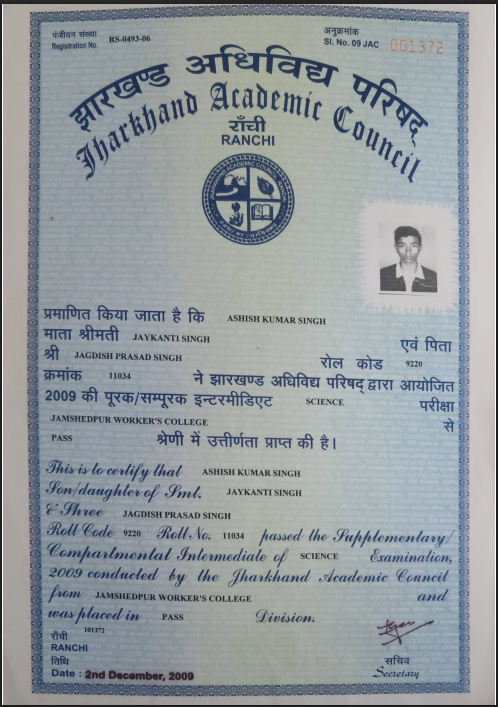 पंजीयन संख्या
Registration No. RS-0493-06
अनुक्रमांक
Sl. No. 09 JAC 001372
झारखण्ड अधिविद्य परिषद्
Jharkhand Academic Council
राँची
RANCHI
प्रमाणित किया जाता है कि ASHISH KUMAR SINGH
माता श्रीमती JAYKANTI SINGH एवं पिता
श्री JAGDISH PRASAD SINGH रोल कोड 9220
क्रमांक 11034 ने झारखण्ड अधिविद्य परिषद् द्वारा आयोजित
2009 की पूरक/सम्पूरक इन्टरमीडिएट SCIENCE परीक्षा
JAMSHEDPUR WORKER'S COLLEGE से
PASS श्रेणी में उत्तीर्णता प्राप्त की है।
This is to certify that ASHISH KUMAR SINGH
Son/daughter of Smt. JAYKANTI SINGH
& Shree JAGDISH PRASAD SINGH
Roll Code 9220 Roll No. 11034 passed the Supplementary/
Compartmental Intermediate of SCIENCE Examination,
2009 conducted by the Jharkhand Academic Council
from JAMSHEDPUR WORKER'S COLLEGE and
was placed in PASS Division.
101372
राँची
RANCHI
तिथि
Date : 2nd December, 2009
सचिव
Secretary